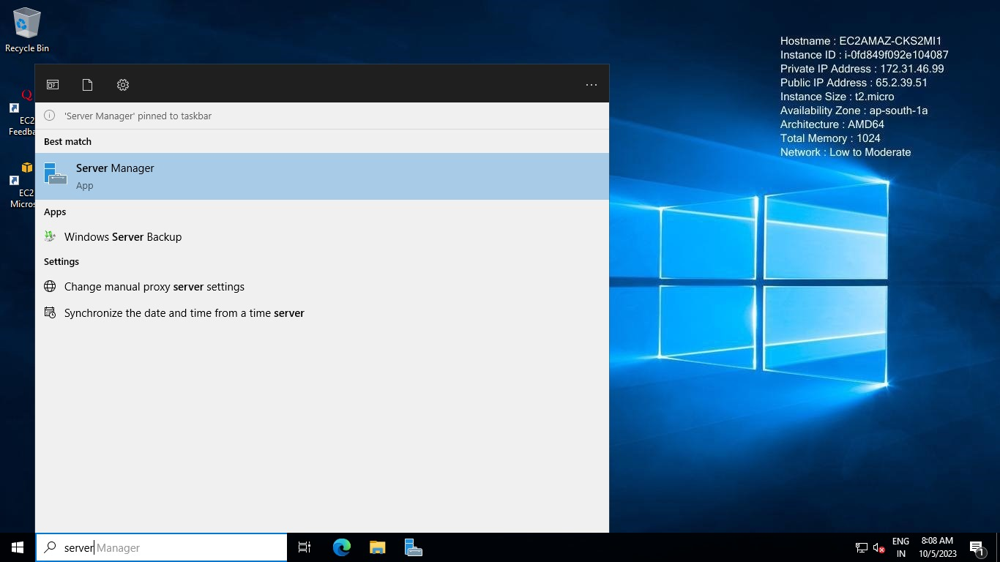 Recycle Bin
EC2
Feedba
EC2
Micros
Hostname : EC2AMAZ-CKS2MI1
Instance ID : i-0fd849f092e104087
Private IP Address : 172.31.46.99
Public IP Address : 65.2.39.51
Instance Size : t2.micro
Availability Zone : ap-south-1a
Architecture : AMD64
Total Memory : 1024
Network : Low to Moderate
'Server Manager' pinned to taskbar
Best match
Server Manager
App
Apps
Windows Server Backup
Settings
Change manual proxy server settings
Synchronize the date and time from a time server
server Manager
ENG
IN
8:08 AM
10/5/2023
1